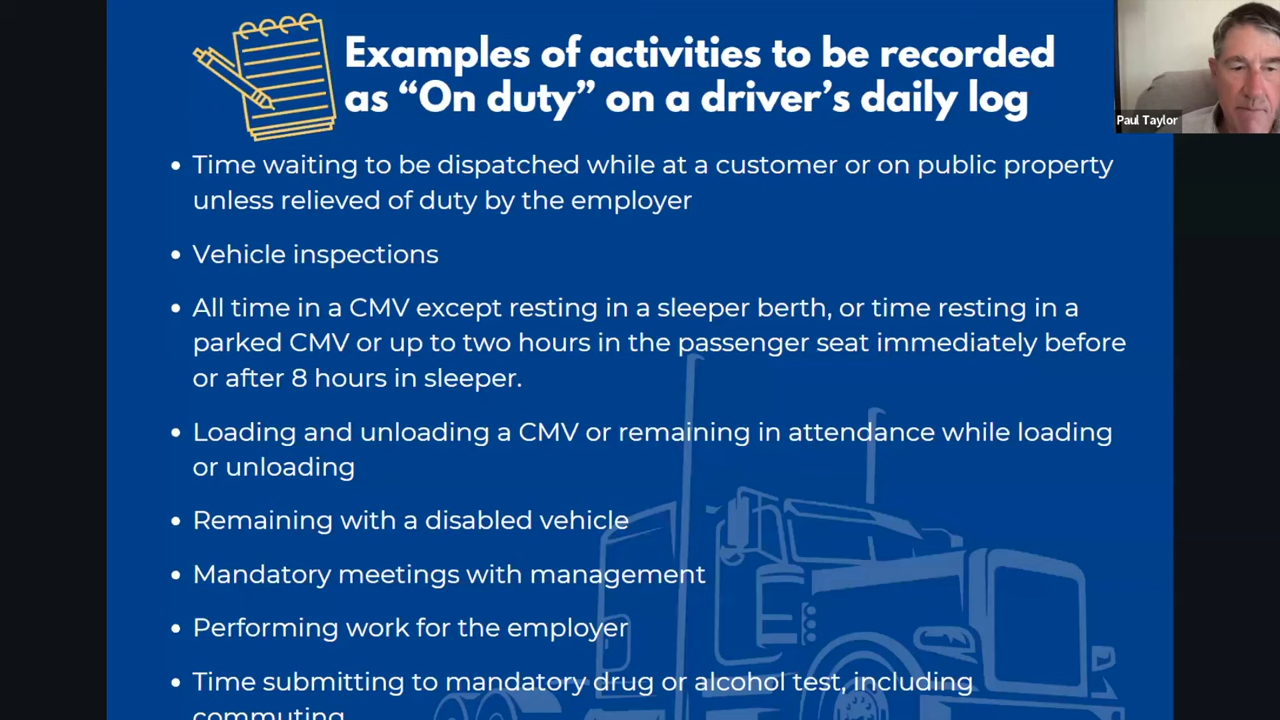 Examples of activities to be recorded
as “On duty” on a driver’s daily log
Paul Taylor
• Time waiting to be dispatched while at a customer or on public property
unless relieved of duty by the employer
• Vehicle inspections
• All time in a CMV except resting in a sleeper berth, or time resting in a
parked CMV or up to two hours in the passenger seat immediately before
or after 8 hours in sleeper.
• Loading and unloading a CMV or remaining in attendance while loading
or unloading
• Remaining with a disabled vehicle
• Mandatory meetings with management
• Performing work for the employer
• Time submitting to mandatory drug or alcohol test, including
commuting